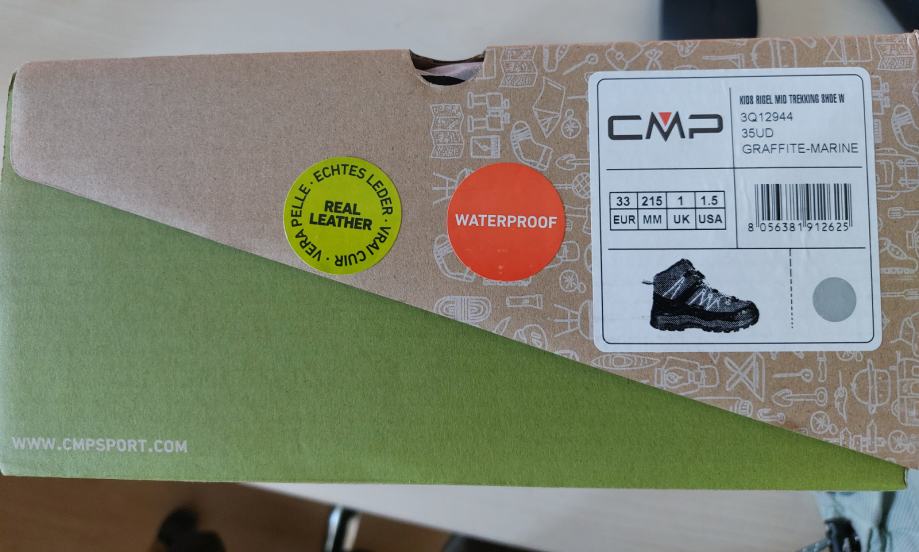 VERA PELLE · ECHTES LEDER · VRAI CUIR ·
REAL
LEATHER
WATERPROOF
CMP
KIDS RIGEL MID TREKKING SHOE W
3Q12944
35UD
GRAFFITE-MARINE
33 215 1 1.5
EUR MM UK USA
8 056381 912625
WWW.CMPSPORT.COM